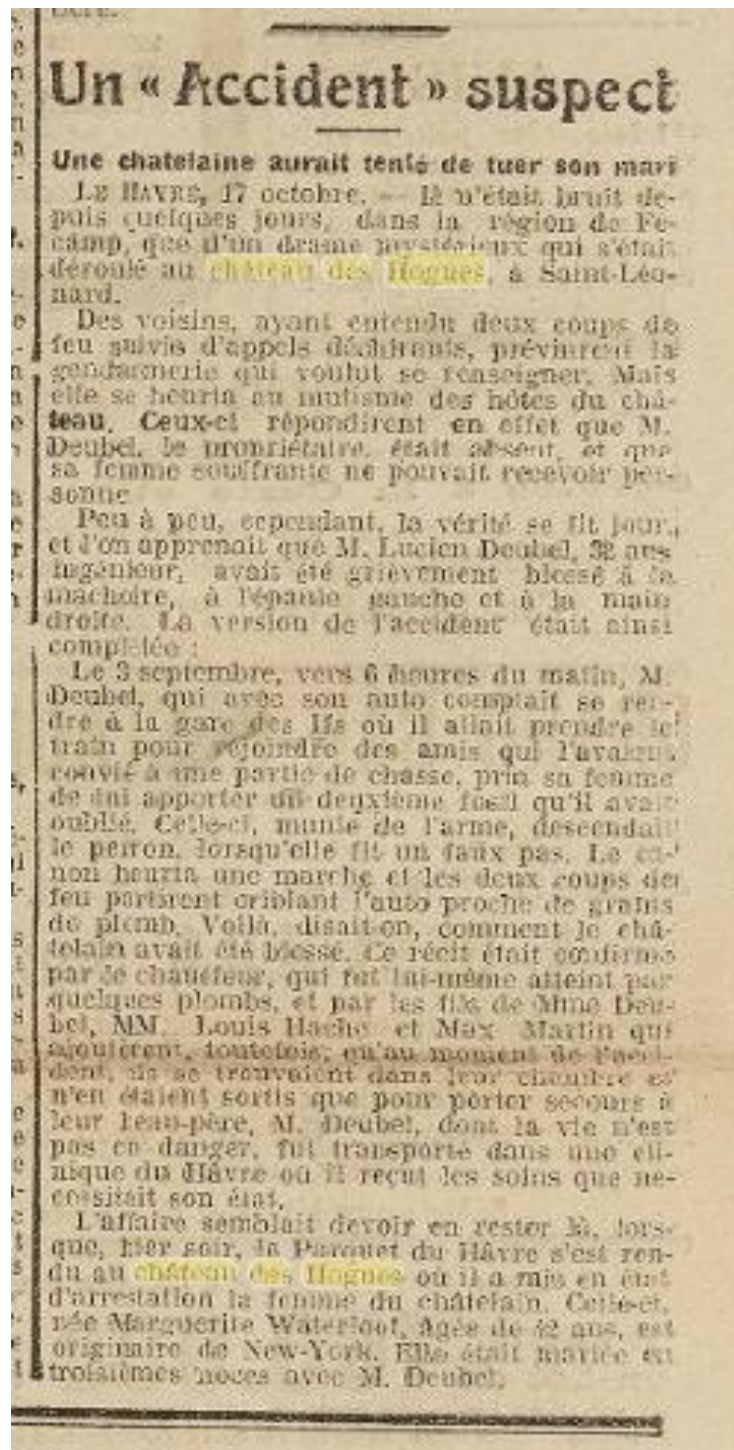 Un « Accident » suspect
Une chatelaine aurait tenté de tuer son mari
LE HAVRE, 17 octobre. — Il n'était bruit de-
puis quelques jours, dans la région de Fé-
camp, que d'un drame mystérieux qui s'était
déroulé au château des Hogues, à Saint-Léo-
nard.
Des voisins, ayant entendu deux coups de
feu suivis d'appels déchirants, prévinrent la
gendarmerie qui voulut se renseigner. Mais
elle se heurta au mutisme des hôtes du châ-
teau. Ceux-ci répondirent en effet que M.
Deubel, le propriétaire, était absent, et que
sa femme souffrante ne pouvait recevoir per-
sonne
Peu à peu, cependant, la vérité se fit jour,
et l'on apprenait que M. Lucien Deubel, 32 ans
ingénieur, avait été grièvement blessé à la
machoire, à l'épaule gauche et à la main
droite. La version de l'accident était ainsi
complétée :
Le 3 septembre, vers 6 heures du matin, M.
Deubel, qui avec son auto comptait se ren-
dre à la gare des Ifs où il allait prendre le
train pour rejoindre des amis qui l'avaient
convié à une partie de chasse, pria sa femme
de lui apporter un deuxième fusil qu'il avait
oublié. Celle-ci, munie de l'arme, descendait
le perron, lorsqu'elle fit un faux pas. Le ca-
non heurta une marche et les deux coups de
feu partirent criblant l'auto proche de grains
de plomb. Voilà, disait-on, comment le châ-
telain avait été blessé. Ce récit était confirmé
par le chauffeur, qui fut lui-même atteint par
quelques plombs, et par les fils de Mme Deu-
bel, MM. Louis Hache et Max Martin qui
ajoutèrent, toutefois, qu'au moment de l'acci-
dent, ils se trouvaient dans leur chambre et
n'en étaient sortis que pour porter secours à
leur beau-père, M. Deubel, dont la vie n'est
pas en danger, fut transporté dans une cli-
nique du Hâvre où il reçut les soins que né-
cessitait son état.
L'affaire semblait devoir en rester là, lors-
que, hier soir, le Parquet du Hâvre s'est ren-
du au château des Hogues où il a mis en état
d'arrestation la femme du châtelain. Celle-ci,
née Marguerite Waterloot, âgée de 42 ans, est
originaire de New-York. Elle était mariée en
troisièmes noces avec M. Deubel.